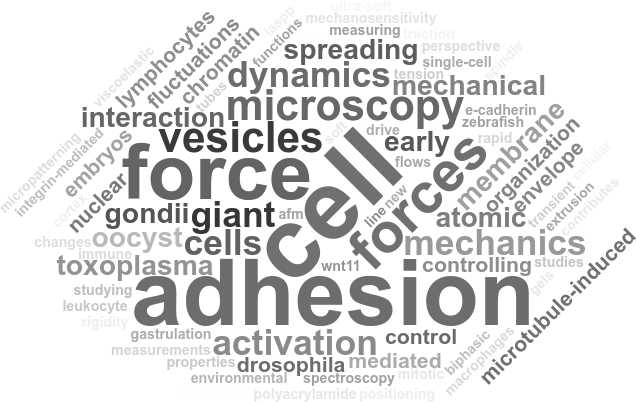 ultra-soft
iaspp
mechanosensitivity
lymphocytes
fluctuations
chromatin
functions
measuring
traction
spreading
perspective
viscoelastic
tubes
dynamics
tension
single-cell
spindle
mechanical
interaction
microscopy
e-cadherin
zebrafish
micropatterning
integrin-mediated
embryos
vesicles
soft
drive
early
rapid
membrane
organization
envelope
cortex
nuclear
force
cell
flows
forces
cellular
transient
extrusion
contributes
gondii
giant
afm
line
new
atomic
changes
oocyst
cells
mechanics
immune
toxoplasma
wnt11
controlling
studies
studying
adhesion
gels
leukocyte
rigidity
microtubule-induced
gastrulation
activation
control
measurements
properties
drosophila
mediated
biphasic
macrophages
environmental
spectroscopy
mitotic
polyacrylamide
positioning